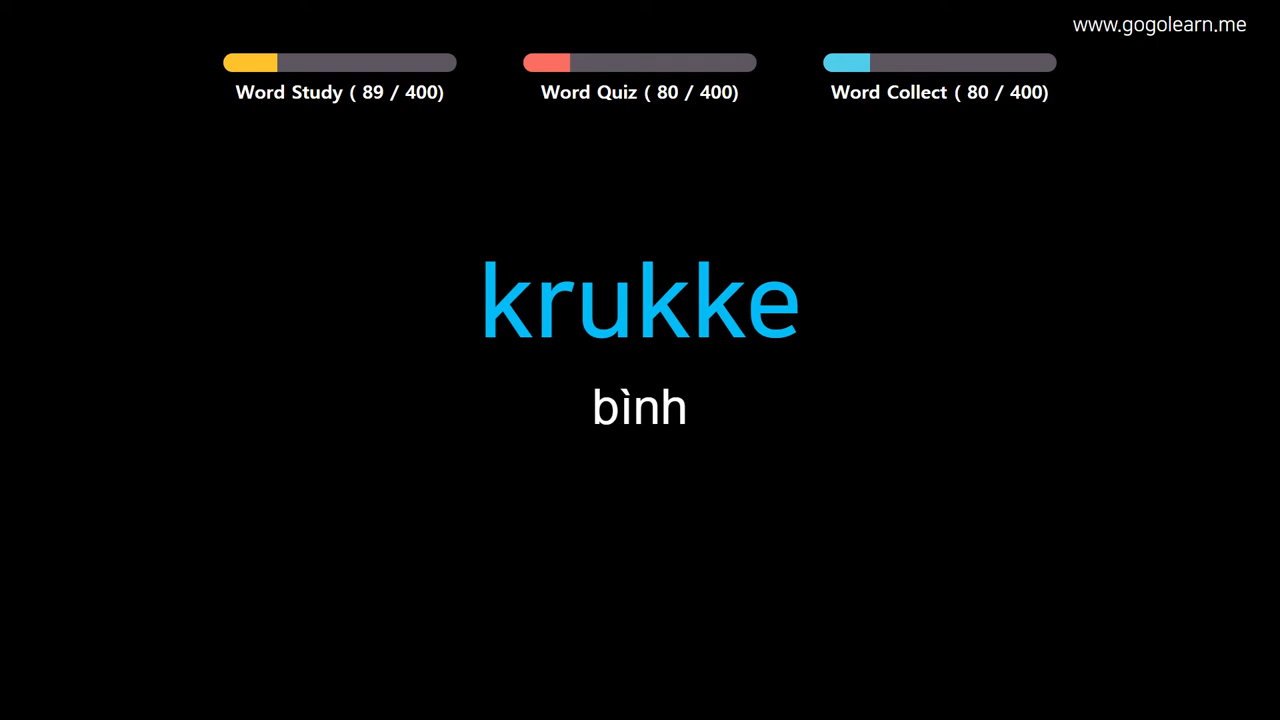 www.gogolearn.me
Word Study ( 89 / 400)
Word Quiz ( 80 / 400)
Word Collect ( 80 / 400)
krukke
bình